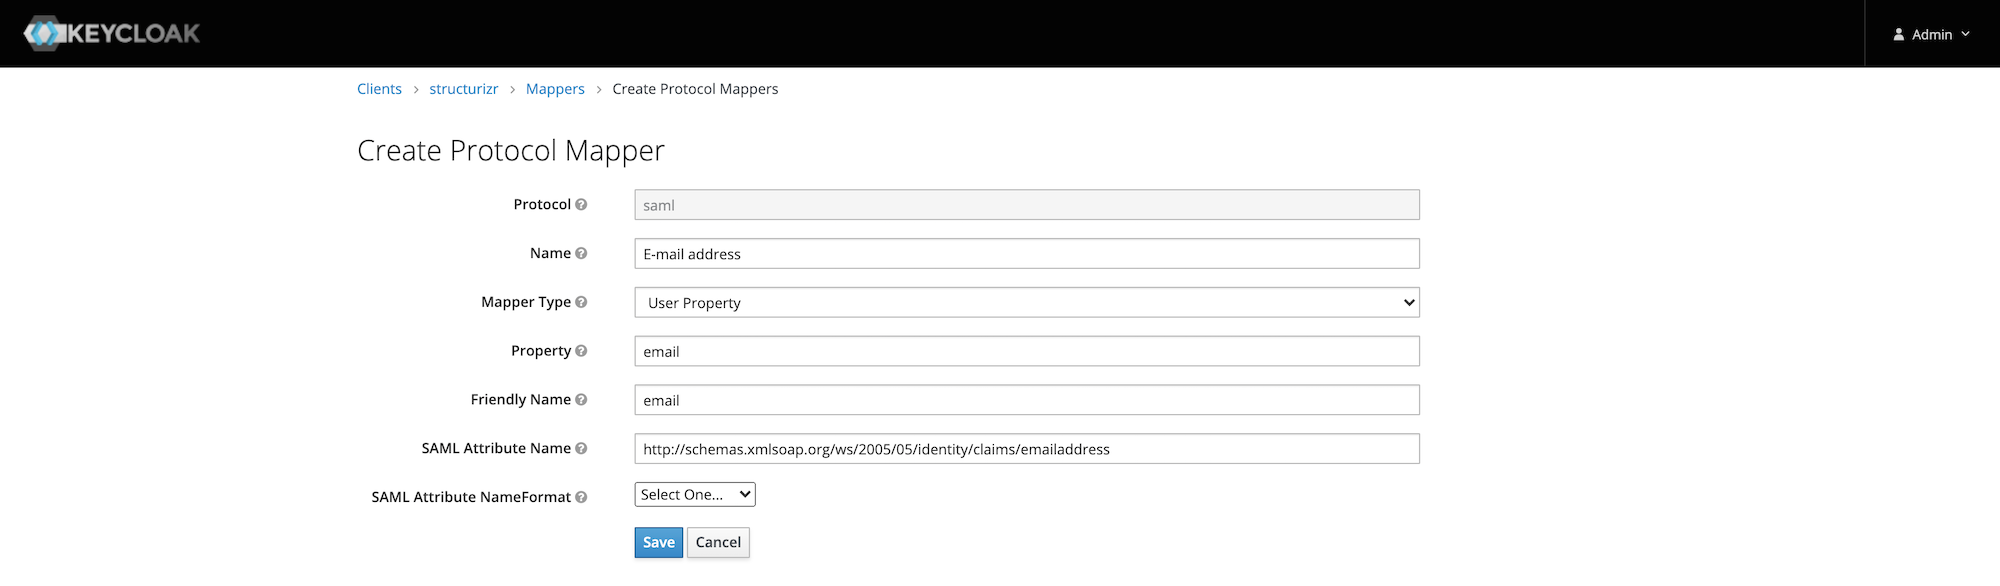 KEYCLOAK
Admin
Clients > structurizr > Mappers > Create Protocol Mappers
Create Protocol Mapper
Protocol saml
Name E-mail address
Mapper Type User Property
Property email
Friendly Name email
SAML Attribute Name http://schemas.xmlsoap.org/ws/2005/05/identity/claims/emailaddress
SAML Attribute NameFormat Select One...
Save Cancel